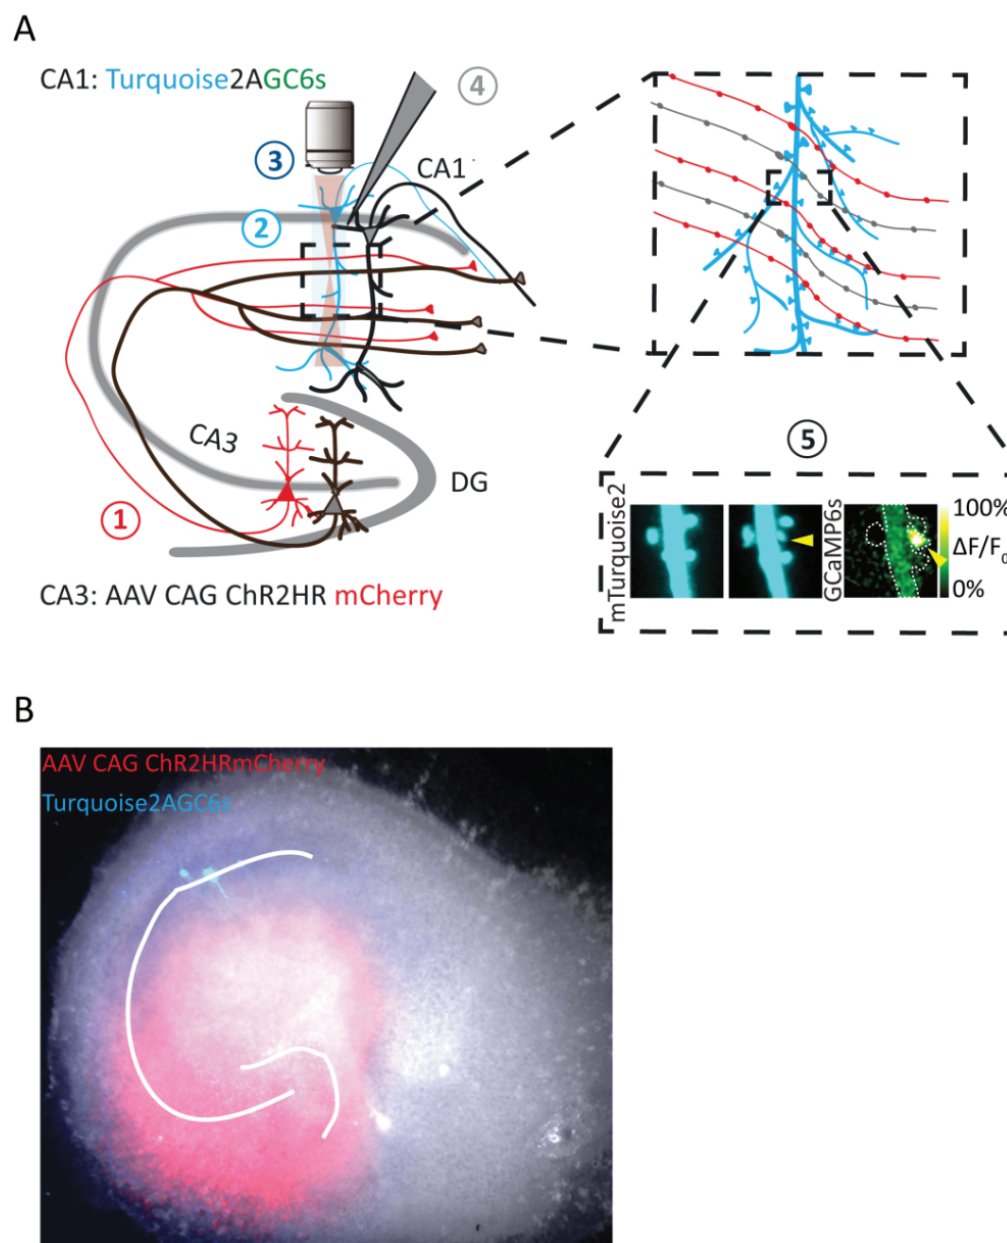 A
CA1: Turquoise2AGC6s
4
3
CA1
2
CA3
DG
1
5
mTurquoise2
GCaMP6s
100%
ΔF/F0
0%
CA3: AAV CAG ChR2HR mCherry
B
AAV CAG ChR2HRmCherry
Turquoise2AGC6s